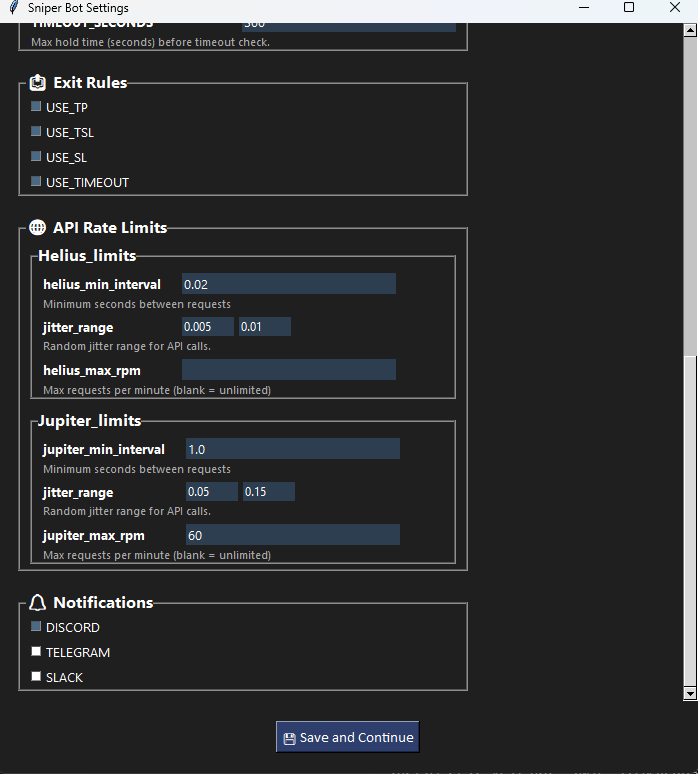 Sniper Bot Settings
TIMEOUT_SECONDS 300
Max hold time (seconds) before timeout check.
Exit Rules
USE_TP
USE_TSL
USE_SL
USE_TIMEOUT
API Rate Limits
Helius_limits
helius_min_interval 0.02
Minimum seconds between requests
jitter_range 0.005 0.01
Random jitter range for API calls.
helius_max_rpm
Max requests per minute (blank = unlimited)
Jupiter_limits
jupiter_min_interval 1.0
Minimum seconds between requests
jitter_range 0.05 0.15
Random jitter range for API calls.
jupiter_max_rpm 60
Max requests per minute (blank = unlimited)
Notifications
DISCORD
TELEGRAM
SLACK
Save and Continue